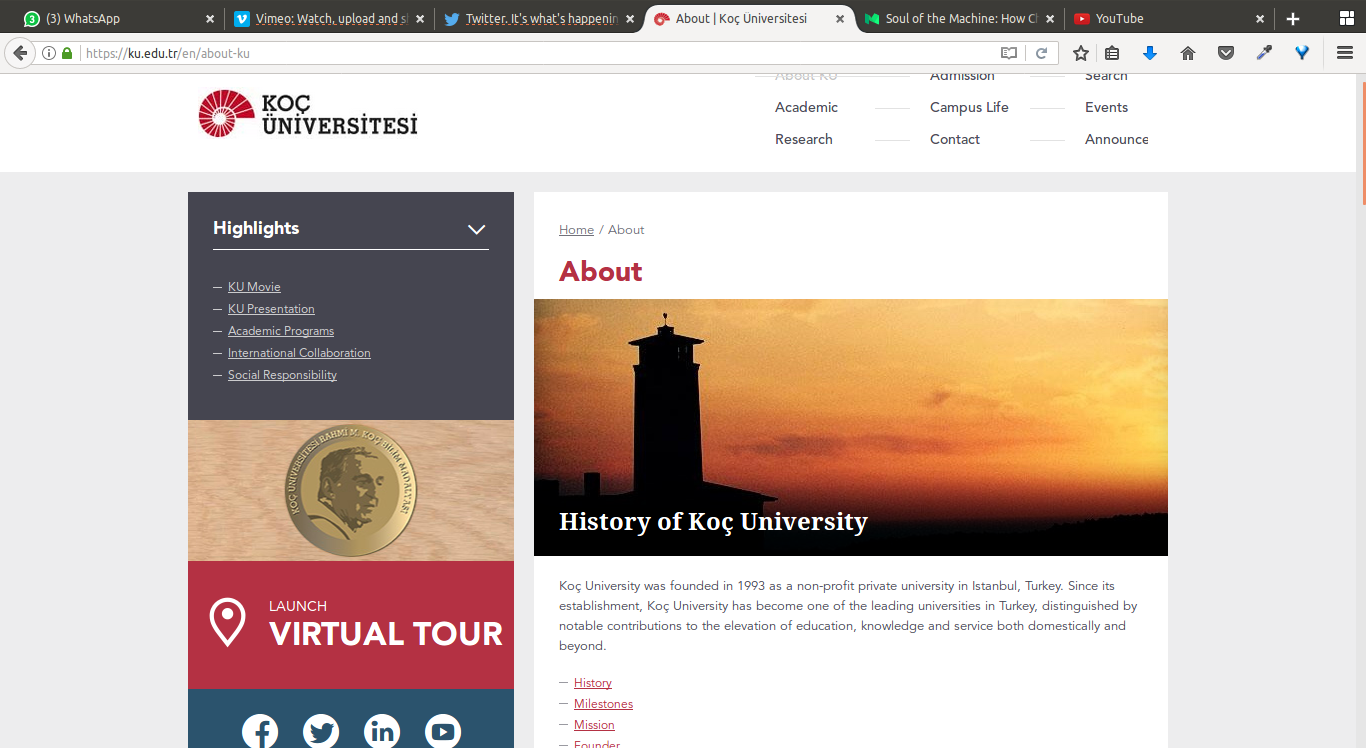 3
(3) WhatsApp
Vimeo: Watch, upload and s
Twitter. It's what's happenin
About | Koç Üniversitesi
Soul of the Machine: How Ch
YouTube
https://ku.edu.tr/en/about-ku
KOÇ
ÜNİVERSİTESİ
About KU
Admission
Search
Academic
Campus Life
Events
Research
Contact
Announce
Highlights
KU Movie
KU Presentation
Academic Programs
International Collaboration
Social Responsibility
KOÇ ÜNİVERSİTESİ RAHMİ M. KOÇ BİLİM MADALYASI
LAUNCH
VIRTUAL TOUR
Home / About
About
History of Koç University
Koç University was founded in 1993 as a non-profit private university in Istanbul, Turkey. Since its
establishment, Koç University has become one of the leading universities in Turkey, distinguished by
notable contributions to the elevation of education, knowledge and service both domestically and
beyond.
History
Milestones
Mission
Founder